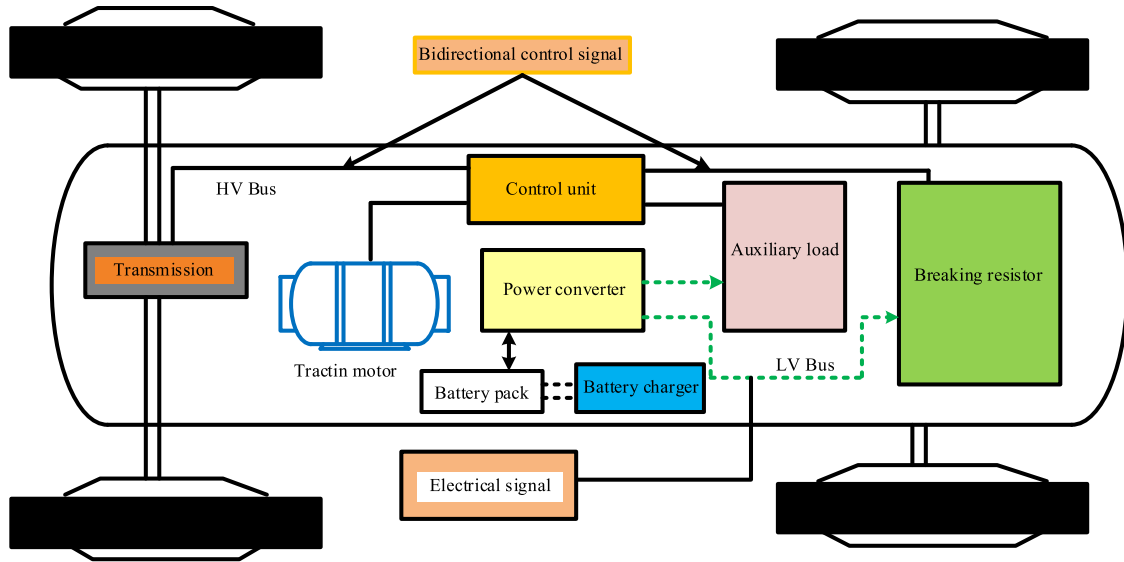 Bidirectional control signal
HV Bus
Control unit
Auxiliary load
Transmission
Power converter
Breaking resistor
Tractin motor
LV Bus
Battery pack
Battery charger
Electrical signal